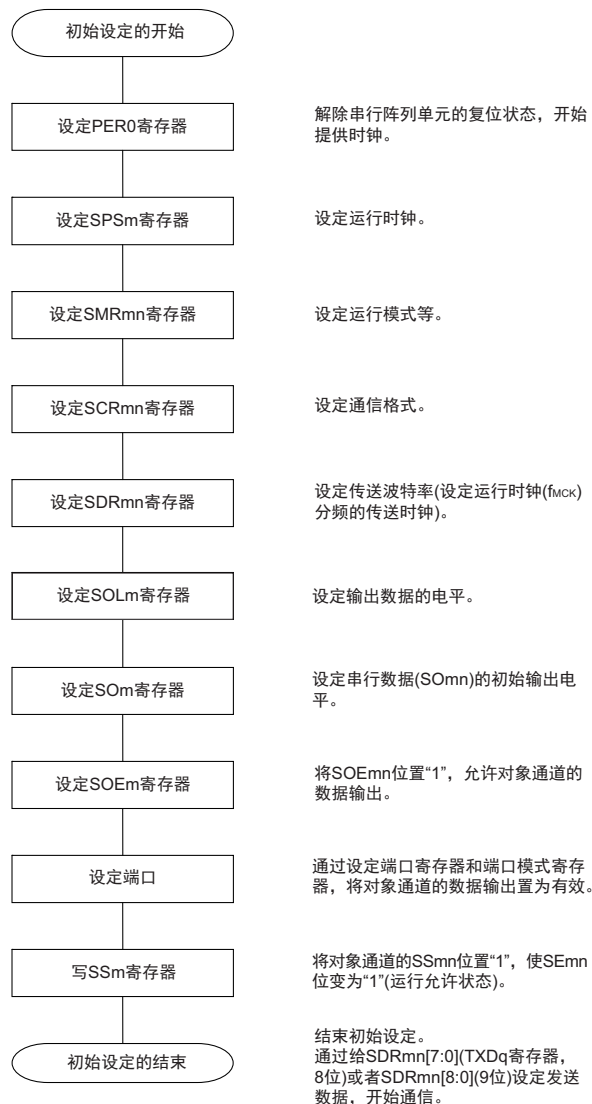 初始设定的开始
设定PER0寄存器
解除串行阵列单元的复位状态，开始
提供时钟。
设定SPSm寄存器
设定运行时钟。
设定SMRmn寄存器
设定运行模式等。
设定SCRmn寄存器
设定通信格式。
设定SDRmn寄存器
设定传送波特率(设定运行时钟(fMCK)
分频的传送时钟)。
设定SOLm寄存器
设定输出数据的电平。
设定SOm寄存器
设定串行数据(SOmn)的初始输出电
平。
设定SOEm寄存器
将SOEmn位置“1”，允许对象通道的
数据输出。
设定端口
通过设定端口寄存器和端口模式寄存
器，将对象通道的数据输出置为有效。
写SSm寄存器
将对象通道的SSmn位置“1”，使SEmn
位变为“1”(运行允许状态)。
初始设定的结束
结束初始设定。
通过给SDRmn[7:0](TXDq寄存器，
8位)或者SDRmn[8:0](9位)设定发送
数据，开始通信。